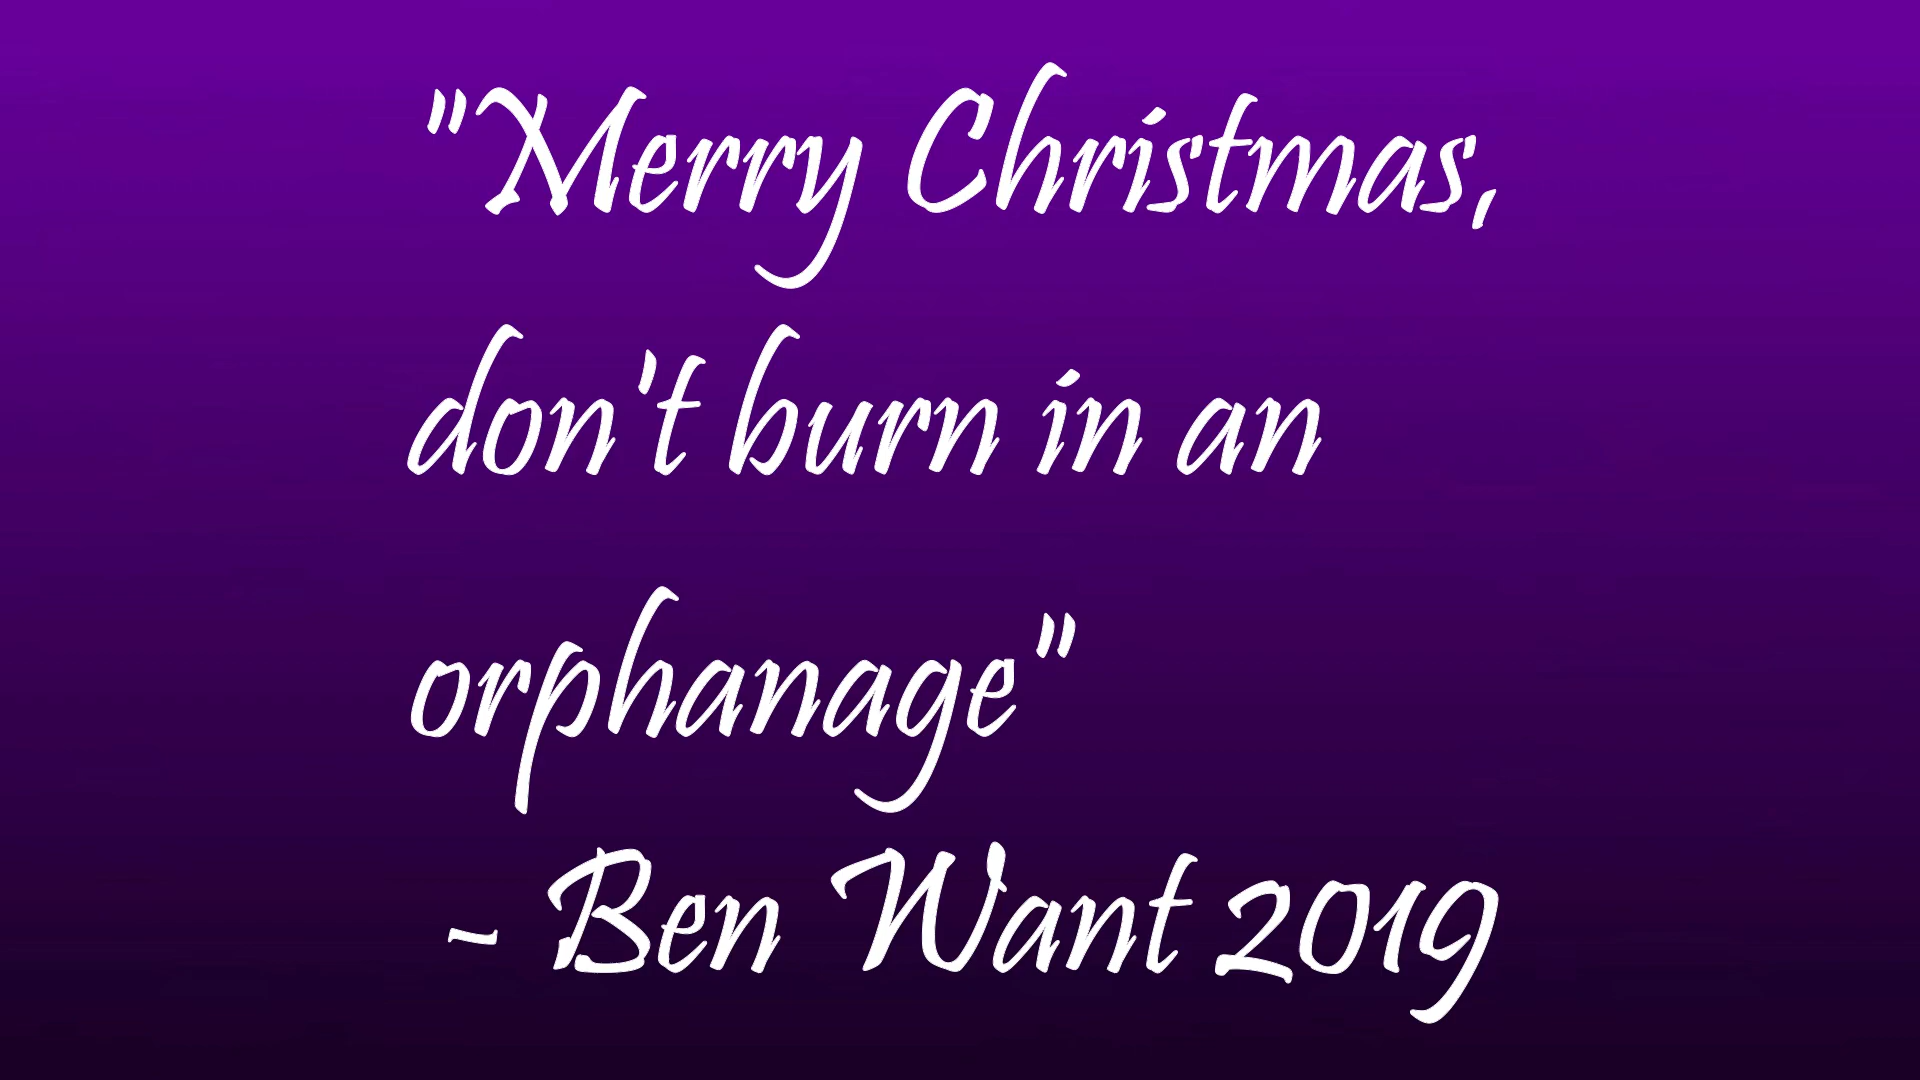 "Merry Christmas,
don't burn in an
orphanage"
- Ben Want 2019